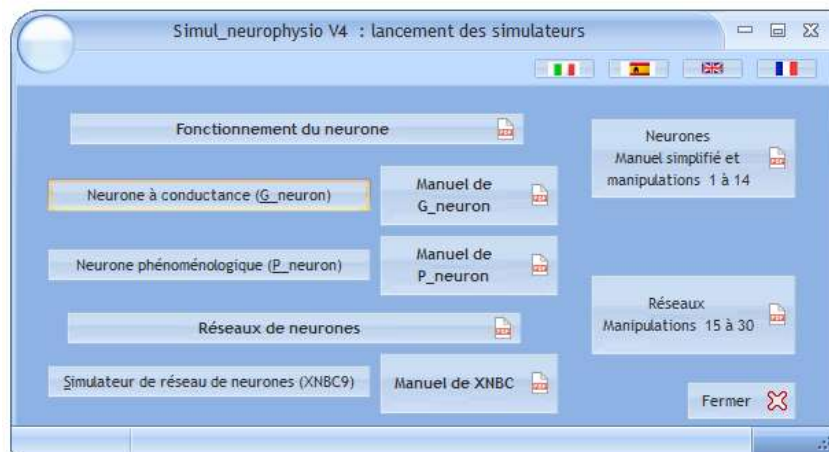 Simul_neurophysio V4 : lancement des simulateurs
Fonctionnement du neurone
Neurones
Manuel simplifié et
manipulations 1 à 14
Neurone à conductance (G_neuron)
Manuel de
G_neuron
Neurone phénoménologique (P_neuron)
Manuel de
P_neuron
Réseaux
Manipulations 15 à 30
Réseaux de neurones
Simulateur de réseau de neurones (XNBC9)
Manuel de XNBC
Fermer